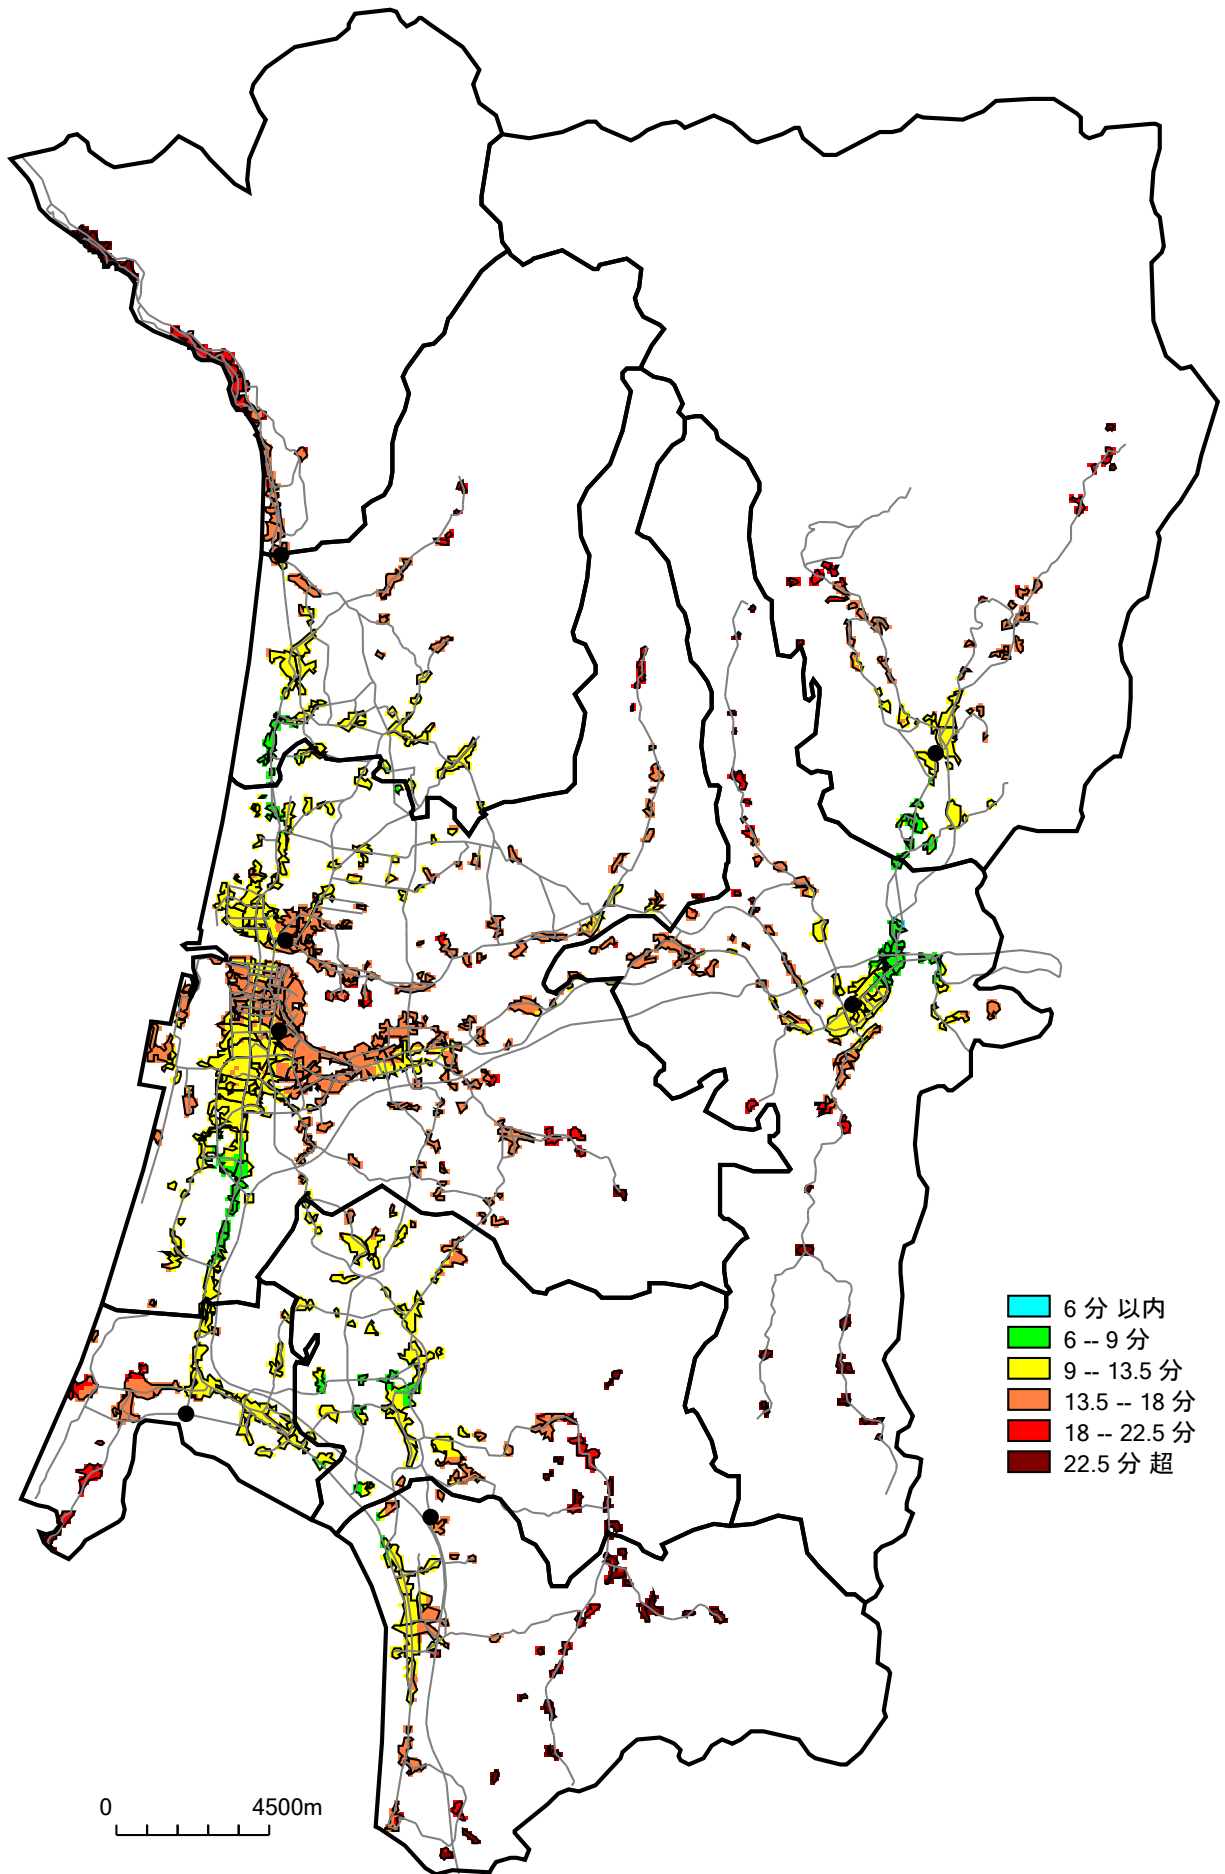 6 分 以内
6 -- 9 分
9 -- 13.5 分
13.5 -- 18 分
18 -- 22.5 分
22.5 分 超
0 4500m